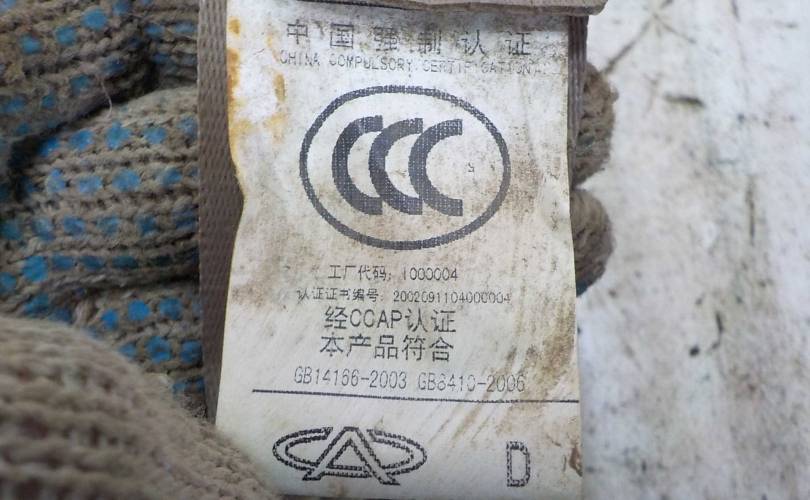 中国强制认证
CHINA COMPULSORY CERTIFICATION
CCC
S
工厂代码: 1000004
认证证书编号: 2002091104000004
经CCAP认证
本产品符合
GB14166-2003 GB8410-2006
D